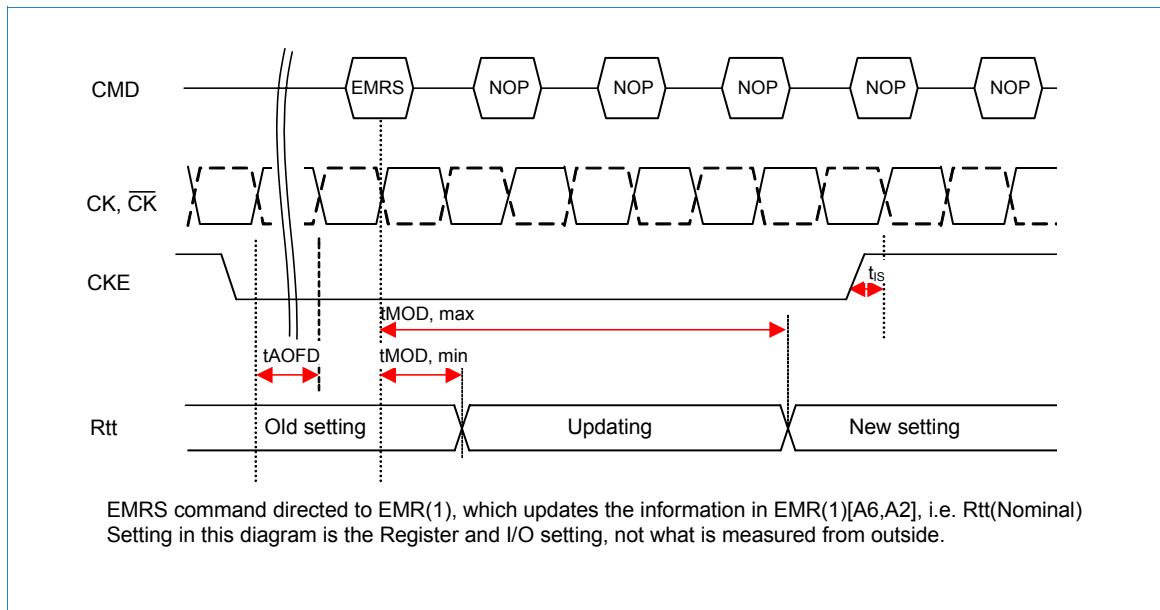 CMD EMRS NOP NOP NOP NOP NOP
CK, C̅K̅
CKE tIS
tMOD, max
tAOFD tMOD, min
Rtt Old setting Updating New setting
EMRS command directed to EMR(1), which updates the information in EMR(1)[A6,A2], i.e. Rtt(Nominal)
Setting in this diagram is the Register and I/O setting, not what is measured from outside.